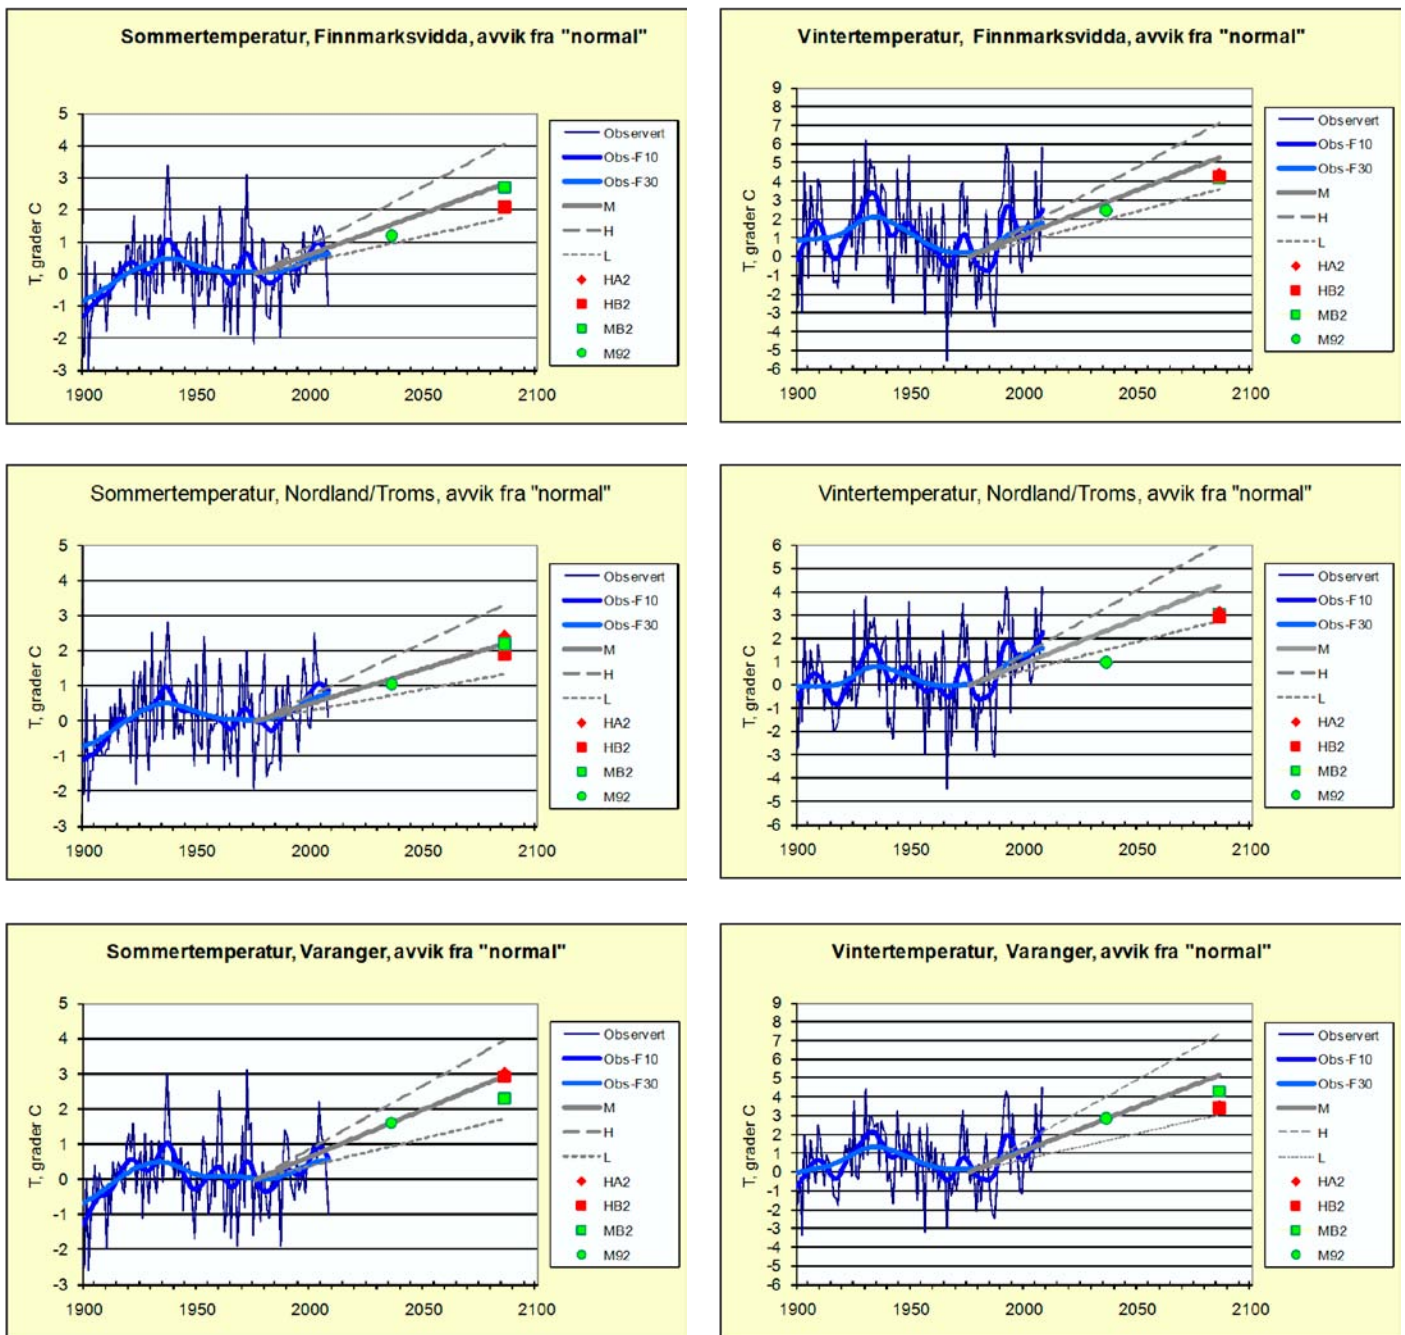 Sommertemperatur, Finnmarksvidda, avvik fra "normal"
T, grader C
5
4
3
2
1
0
-1
-2
-3
1900 1950 2000 2050 2100
Observert
Obs-F10
Obs-F30
M
H
L
HA2
HB2
MB2
M92
Vintertemperatur, Finnmarksvidda, avvik fra "normal"
T, grader C
9
8
7
6
5
4
3
2
1
0
-1
-2
-3
-4
-5
-6
1900 1950 2000 2050 2100
Observert
Obs-F10
Obs-F30
M
H
L
HA2
HB2
MB2
M92
Sommertemperatur, Nordland/Troms, avvik fra "normal"
T, grader C
5
4
3
2
1
0
-1
-2
-3
1900 1950 2000 2050 2100
Observert
Obs-F10
Obs-F30
M
H
L
HA2
HB2
MB2
M92
Vintertemperatur, Nordland/Troms, avvik fra "normal"
T, grader C
6
5
4
3
2
1
0
-1
-2
-3
-4
-5
-6
1900 1950 2000 2050 2100
Observert
Obs-F10
Obs-F30
M
H
L
HA2
HB2
MB2
M92
Sommertemperatur, Varanger, avvik fra "normal"
T, grader C
5
4
3
2
1
0
-1
-2
-3
1900 1950 2000 2050 2100
Observert
Obs-F10
Obs-F30
M
H
L
HA2
HB2
MB2
M92
Vintertemperatur, Varanger, avvik fra "normal"
T, grader C
9
8
7
6
5
4
3
2
1
0
-1
-2
-3
-4
-5
-6
1900 1950 2000 2050 2100
Observert
Obs-F10
Obs-F30
M
H
L
HA2
HB2
MB2
M92